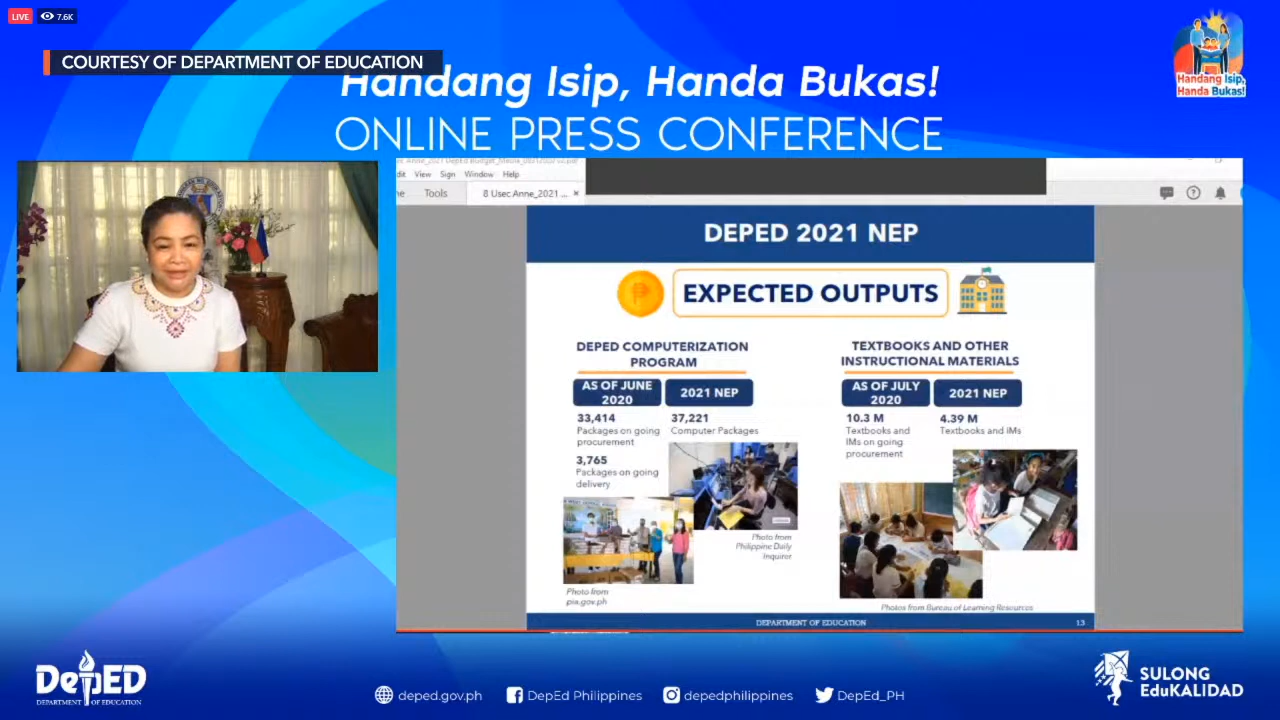 LIVE
7.6K
COURTESY OF DEPARTMENT OF EDUCATION
Handang Isip, Handa Bukas!
ONLINE PRESS CONFERENCE
Handang Isip,
Handa Bukas!
View Sign Window Help
Tools
8 Usec Anne_2021 ... ×
DEPED 2021 NEP
EXPECTED OUTPUTS
DEPED COMPUTERIZATION
PROGRAM
AS OF JUNE
2020
2021 NEP
33,414
Packages on going
procurement
37,221
Computer Packages
3,765
Packages on going
delivery
Photo from
Philippine Daily
Inquirer
Photo from
pia.gov.ph
TEXTBOOKS AND OTHER
INSTRUCTIONAL MATERIALS
AS OF JULY
2020
2021 NEP
10.3 M
Textbooks and
IMs on going
procurement
4.39 M
Textbooks and IMs
Photos from Bureau of Learning Resources
DEPARTMENT OF EDUCATION
13
DepED
DEPARTMENT OF EDUCATION
deped.gov.ph
DepEd Philippines
depedphilippines
DepEd_PH
SULONG
EduKALIDAD